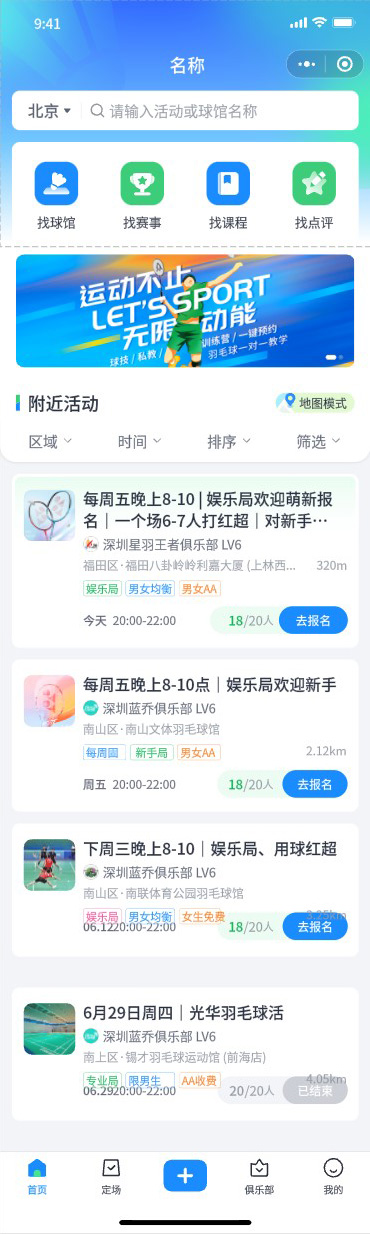 9:41
名称
北京 请输入活动或球馆名称
找球馆 找赛事 找课程 找点评
运动不止
LET'S SPORT
无限 动能
球技 / 私教 / 训练营 / 一键预约
羽毛球一对一教学
附近活动 地图模式
区域 时间 排序 筛选
每周五晚上8-10 | 娱乐局欢迎萌新报
名｜一个场6-7人打红超｜对新手…
深圳星羽王者俱乐部 LV6
福田区·福田八卦岭岭利嘉大厦 (上林西... 320m
娱乐局 男女均衡 男女AA
今天 20:00-22:00 18/20人 去报名
每周五晚上8-10点｜娱乐局欢迎新手
深圳蓝乔俱乐部 LV6
南山区·南山文体羽毛球馆
每周固 新手局 男女AA 2.12km
周五 20:00-22:00 18/20人 去报名
下周三晚上8-10｜娱乐局、用球红超
深圳蓝乔俱乐部 LV6
南山区·南联体育公园羽毛球馆
娱乐局 男女均衡 女生免费 3.25km
06.12 20:00-22:00 18/20人 去报名
6月29日周四｜光华羽毛球活
深圳蓝乔俱乐部 LV6
南上区·锡才羽毛球运动馆 (前海店)
专业局 限男生 AA收费 4.05km
06.29 20:00-22:00 20/20人 已结束
首页 定场 俱乐部 我的